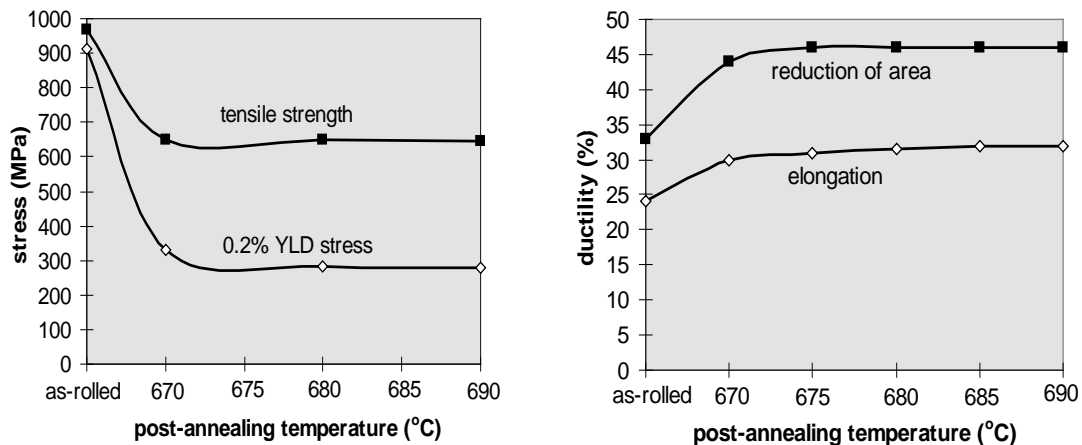 1000
900
800
700
600
500
400
300
200
100
0
stress (MPa)
tensile strength
0.2% YLD stress
as-rolled 670 675 680 685 690
post-annealing temperature (°C)
50
45
40
35
30
25
20
15
10
5
0
ductility (%)
reduction of area
elongation
as-rolled 670 675 680 685 690
post-annealing temperature (°C)